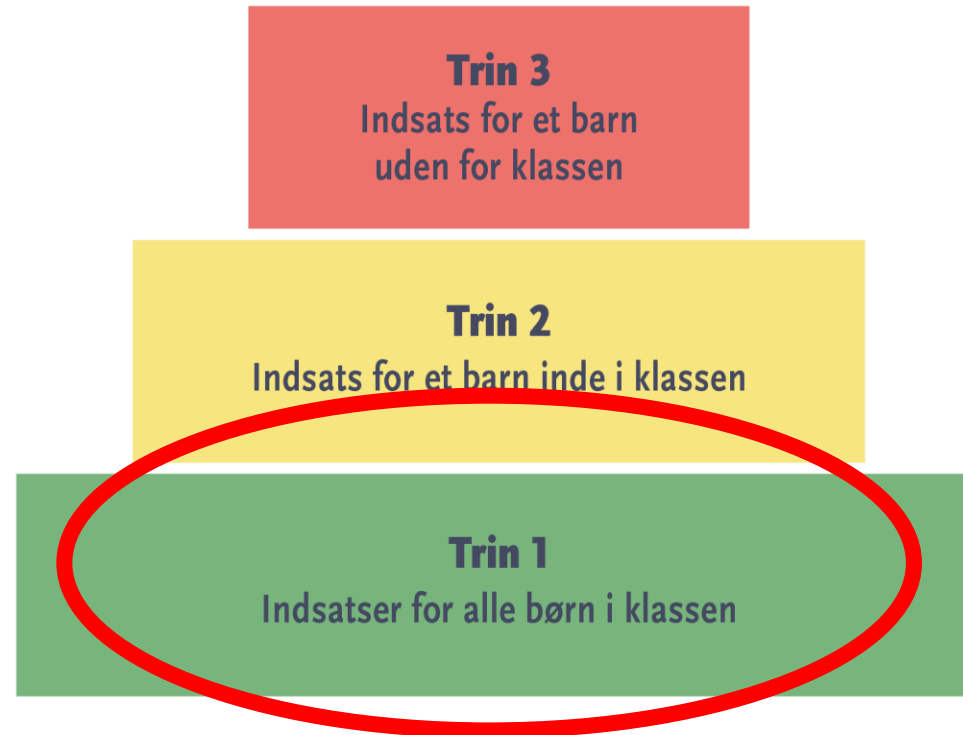 Trin 3
Indsats for et barn
uden for klassen
Trin 2
Indsats for et barn inde i klassen
Trin 1
Indsatser for alle børn i klassen